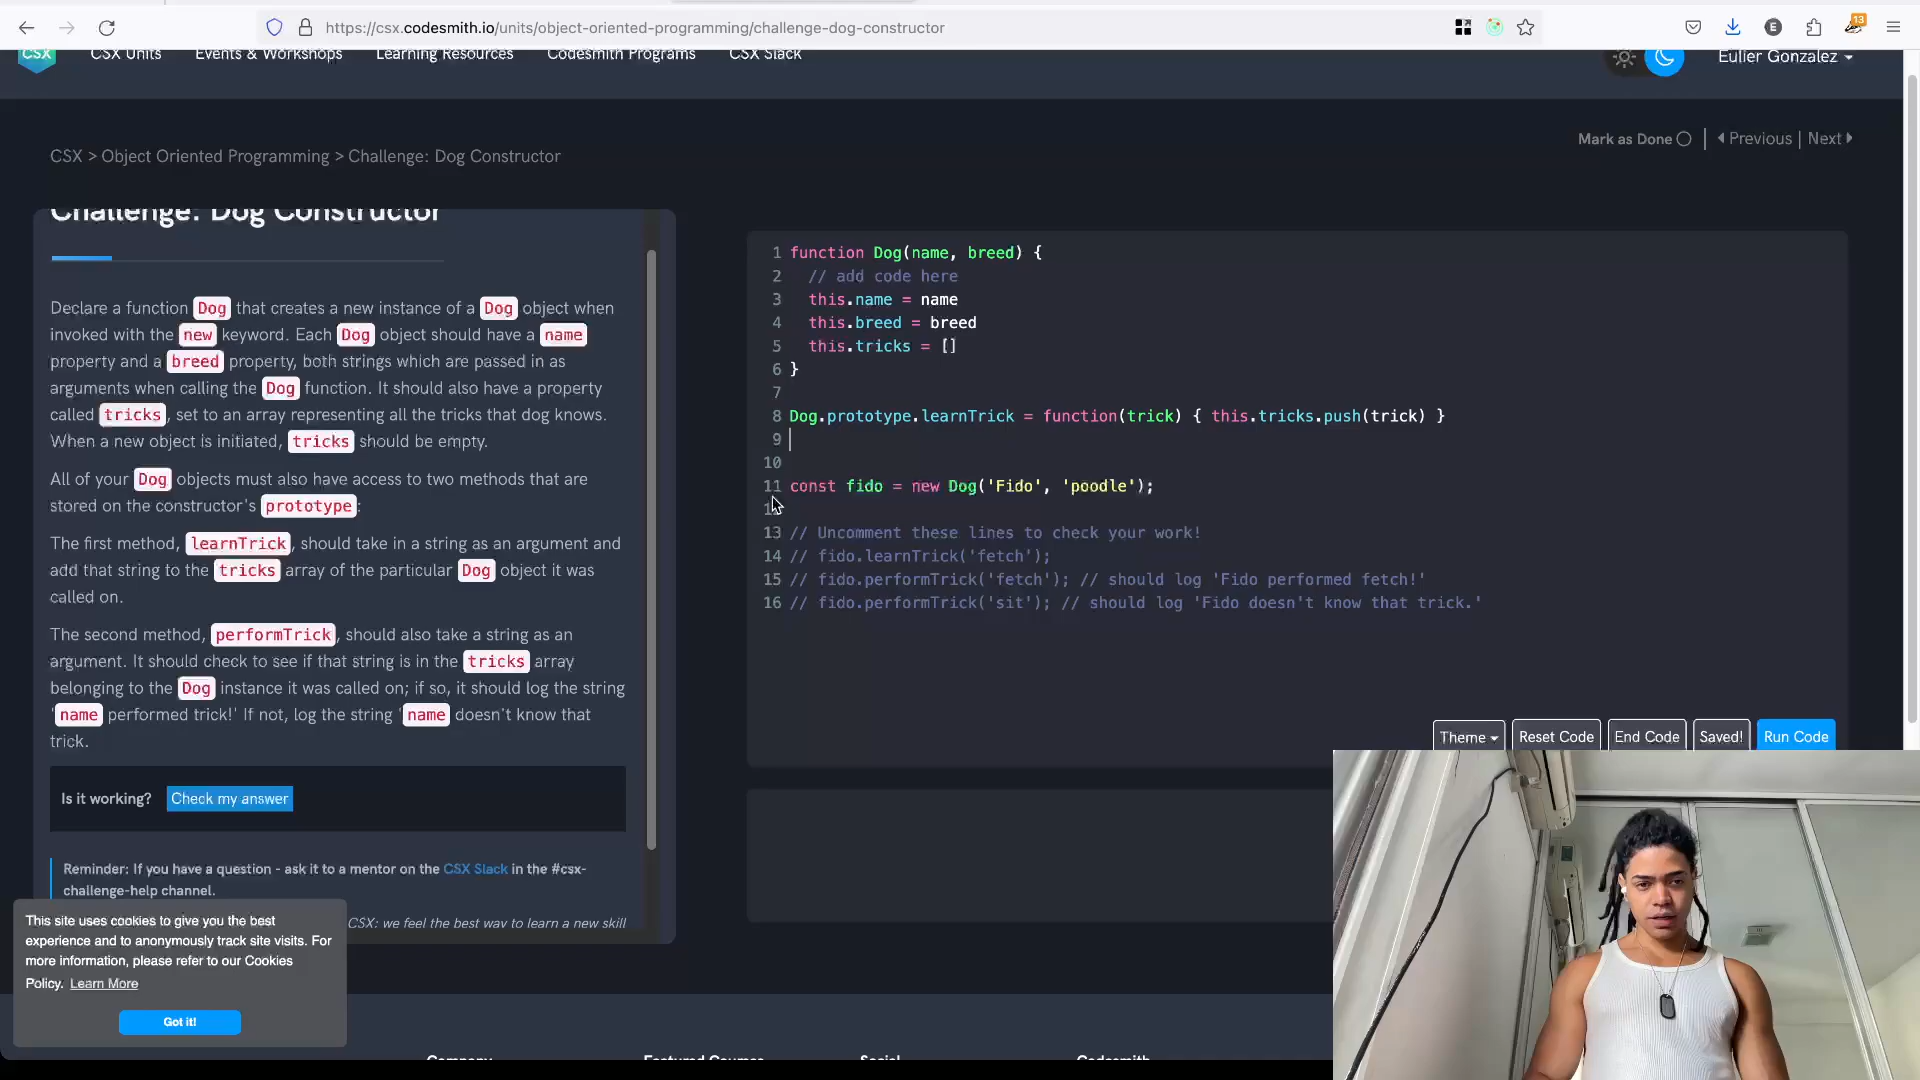 https://csx.codesmith.io/units/object-oriented-programming/challenge-dog-constructor
13
E
CSX
CSX Units
Events & Workshops
Learning Resources
Codesmith Programs
CSX Slack
Eulier Gonzalez
CSX > Object Oriented Programming > Challenge: Dog Constructor
Mark as Done
Previous | Next
Challenge: Dog Constructor
Declare a function Dog that creates a new instance of a Dog object when
invoked with the new keyword. Each Dog object should have a name
property and a breed property, both strings which are passed in as
arguments when calling the Dog function. It should also have a property
called tricks, set to an array representing all the tricks that dog knows.
When a new object is initiated, tricks should be empty.
All of your Dog objects must also have access to two methods that are
stored on the constructor's prototype:
The first method, learnTrick, should take in a string as an argument and
add that string to the tricks array of the particular Dog object it was
called on.
The second method, performTrick, should also take a string as an
argument. It should check to see if that string is in the tricks array
belonging to the Dog instance it was called on; if so, it should log the string
'name performed trick!' If not, log the string 'name doesn't know that
trick.
Is it working? Check my answer
Reminder: If you have a question - ask it to a mentor on the CSX Slack in the #csx-
challenge-help channel.
CSX: we feel the best way to learn a new skill
This site uses cookies to give you the best
experience and to anonymously track site visits. For
more information, please refer to our Cookies
Policy. Learn More
Got it!
1 function Dog(name, breed) {
2 // add code here
3 this.name = name
4 this.breed = breed
5 this.tricks = []
6 }
7
8 Dog.prototype.learnTrick = function(trick) { this.tricks.push(trick) }
9
10
11 const fido = new Dog('Fido', 'poodle');
12
13 // Uncomment these lines to check your work!
14 // fido.learnTrick('fetch');
15 // fido.performTrick('fetch'); // should log 'Fido performed fetch!'
16 // fido.performTrick('sit'); // should log 'Fido doesn't know that trick.'
Theme
Reset Code
End Code
Saved!
Run Code
Company
Featured Courses
Social
Codesmith